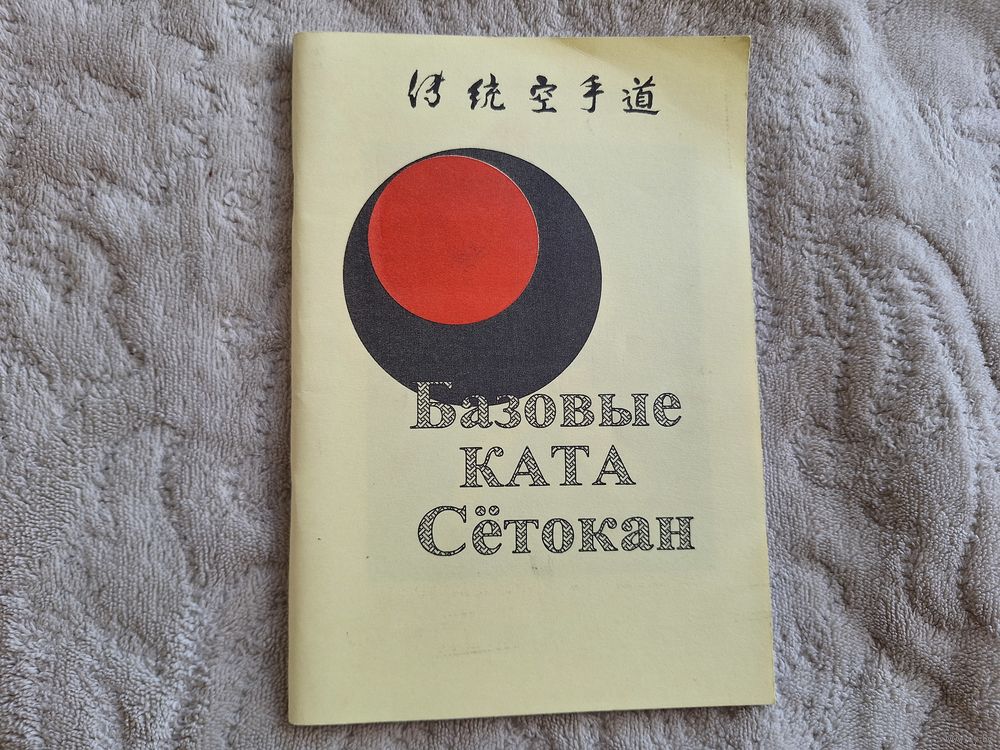 传统空手道
Базовые
КАТА
Сётокан